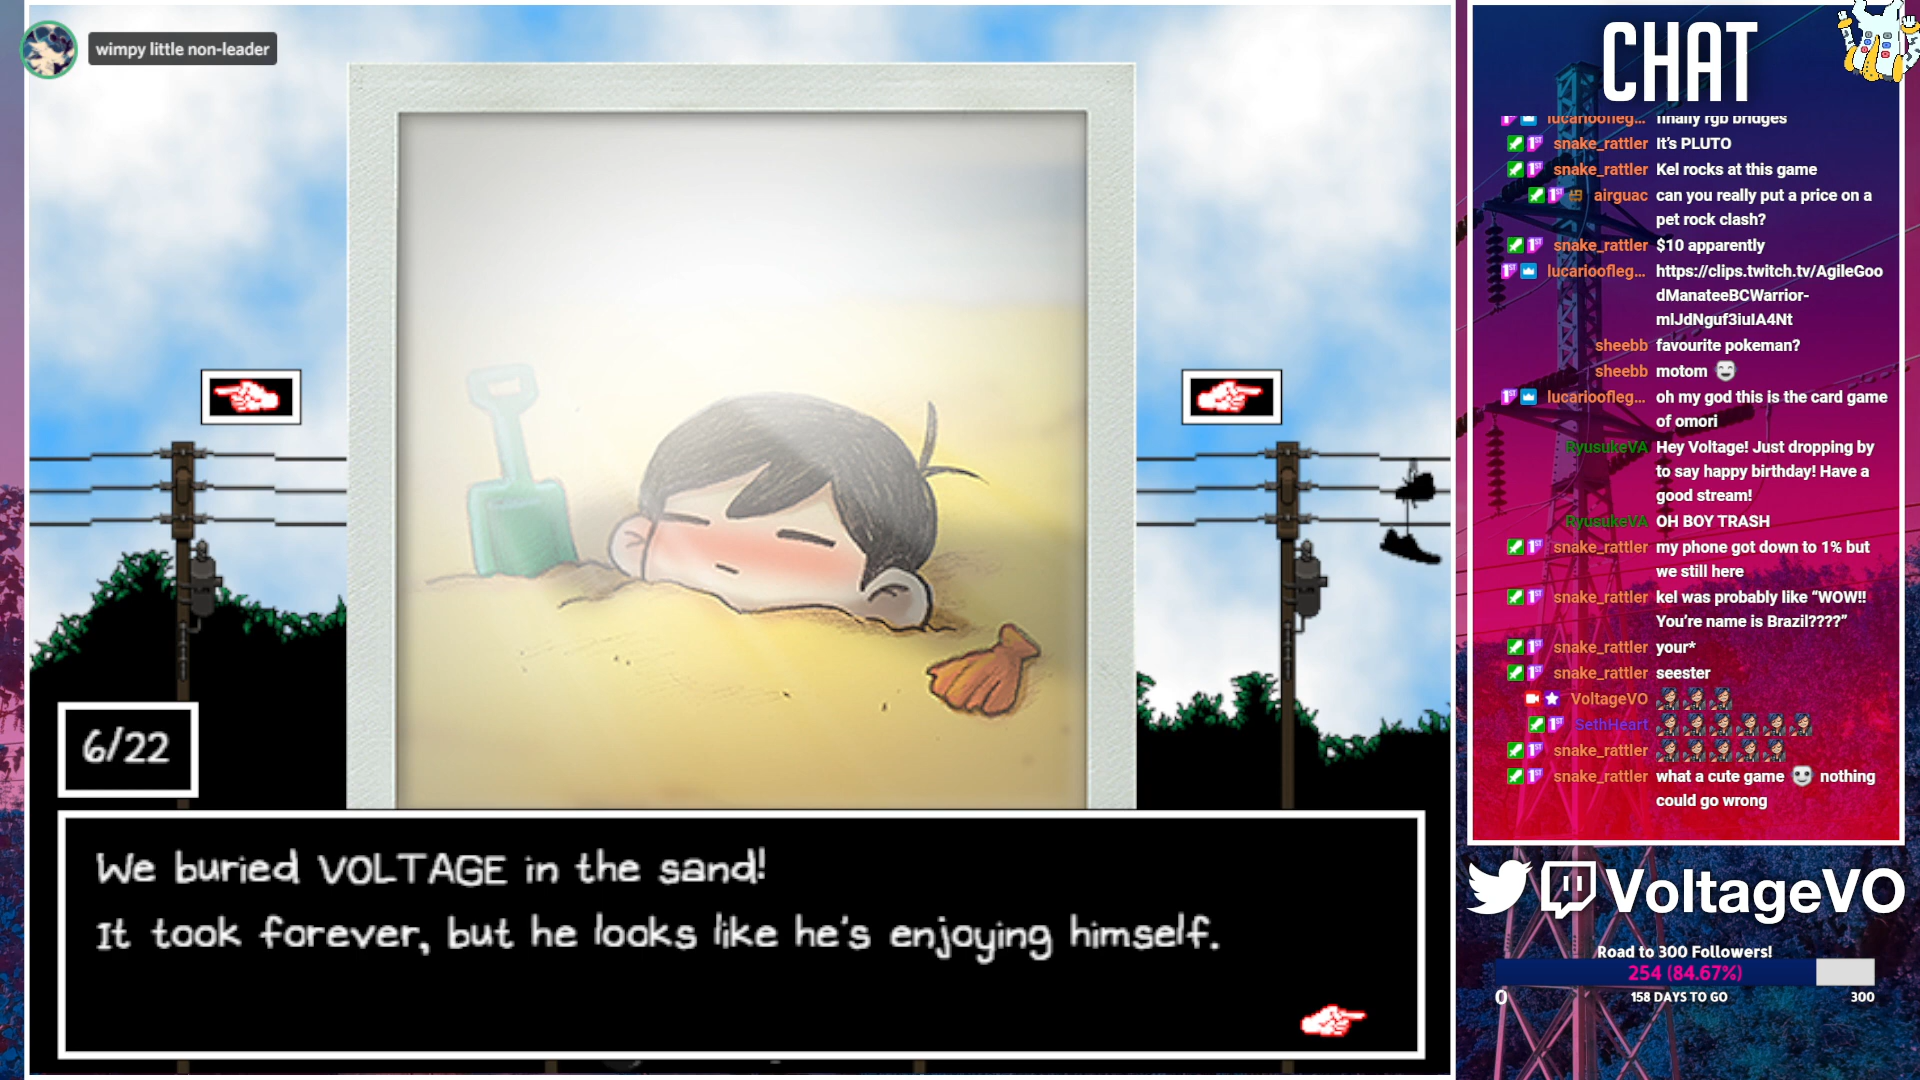 wimpy little non-leader
6/22
We buried VOLTAGE in the sand!
It took forever, but he looks like he's enjoying himself.
CHAT
lucarioofleg... finally rgb bridges
snake_rattler It's PLUTO
snake_rattler Kel rocks at this game
airguac can you really put a price on a
pet rock clash?
snake_rattler $10 apparently
lucarioofleg... https://clips.twitch.tv/AgileGoo
dManateeBCWarrior-
mlJdNguf3iuIA4Nt
sheebb favourite pokeman?
sheebb motom
lucarioofleg... oh my god this is the card game
of omori
RyusukeVA Hey Voltage! Just dropping by
to say happy birthday! Have a
good stream!
RyusukeVA OH BOY TRASH
snake_rattler my phone got down to 1% but
we still here
snake_rattler kel was probably like “WOW!!
You're name is Brazil????”
snake_rattler your*
snake_rattler seester
VoltageVO
SethHeart
snake_rattler
snake_rattler what a cute game nothing
could go wrong
VoltageVO
Road to 300 Followers!
254 (84.67%)
0 158 DAYS TO GO 300